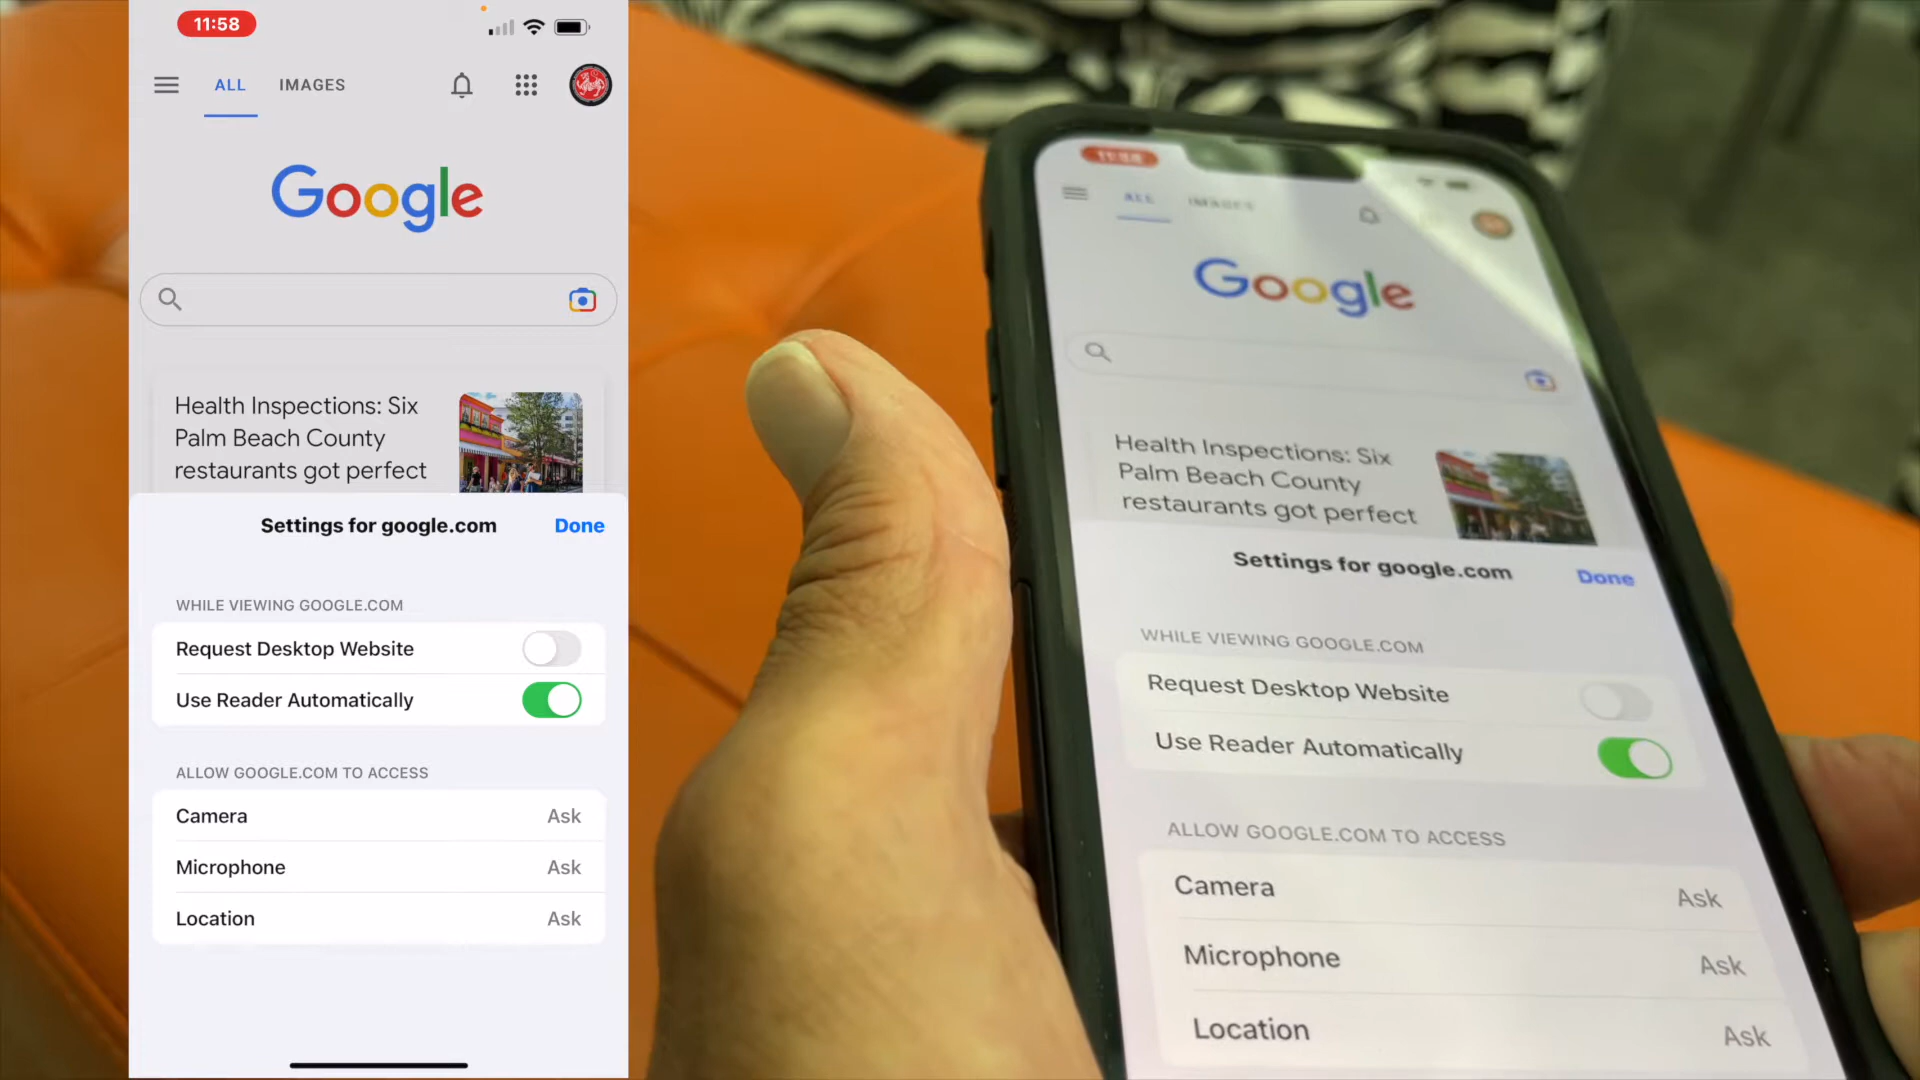 11:58
ALL IMAGES
Google
Health Inspections: Six
Palm Beach County
restaurants got perfect
Settings for google.com Done
WHILE VIEWING GOOGLE.COM
Request Desktop Website
Use Reader Automatically
ALLOW GOOGLE.COM TO ACCESS
Camera Ask
Microphone Ask
Location Ask
11:58
ALL IMAGES
Google
Health Inspections: Six
Palm Beach County
restaurants got perfect
Settings for google.com Done
WHILE VIEWING GOOGLE.COM
Request Desktop Website
Use Reader Automatically
ALLOW GOOGLE.COM TO ACCESS
Camera Ask
Microphone Ask
Location Ask